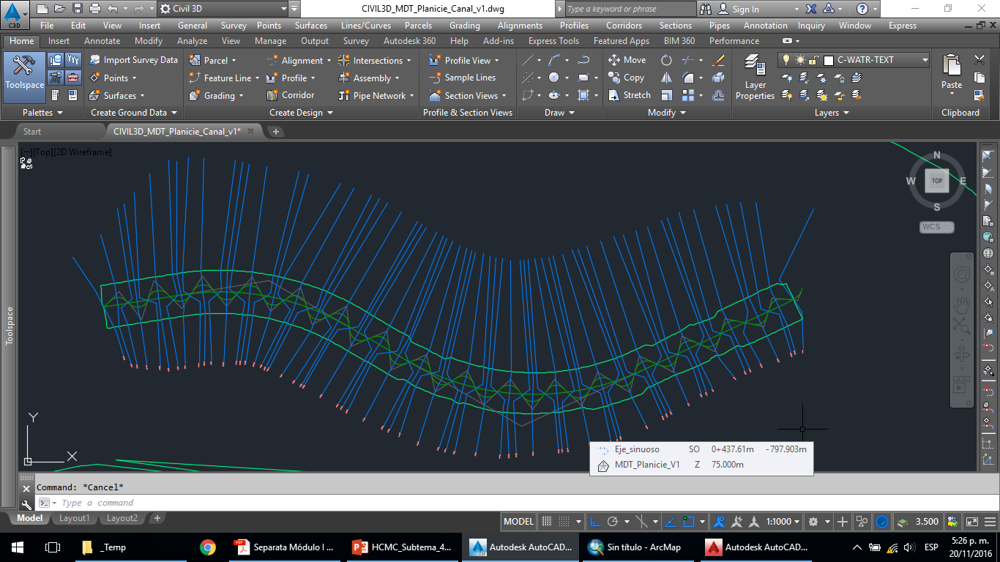 C3D
Civil 3D
CIVIL3D_MDT_Planicie_Canal_v1.dwg
Type a keyword or phrase
Sign In
File Edit View Insert General Survey Points Surfaces Lines/Curves Parcels Grading Alignments Profiles Corridors Sections Pipes Annotation Inquiry Window Express
Home Insert Annotate Modify Analyze View Manage Output Survey Autodesk 360 Help Add-ins Express Tools Featured Apps BIM 360 Performance
Toolspace
Import Survey Data
Points
Surfaces
Parcel
Feature Line
Grading
Alignment
Profile
Corridor
Intersections
Assembly
Pipe Network
Profile View
Sample Lines
Section Views
Move
Copy
Stretch
Layer
Properties
C-WATR-TEXT
Paste
Palettes Create Ground Data Create Design Profile & Section Views Draw Modify Layers Clipboard
Start
CIVIL3D_MDT_Planicie_Canal_v1*
[−][Top][2D Wireframe]
N
W TOP E
S
WCS
Toolspace
Y
X
Eje_sinuoso SO 0+437.61m -797.903m
MDT_Planicie_V1 Z 75.000m
Command: *Cancel*
Type a command
Model Layout1 Layout2
MODEL 1:1000 3.500
_Temp
Separata Módulo I ...
HCMC_Subtema_4...
Autodesk AutoCAD...
Sin título - ArcMap
Autodesk AutoCAD...
ESP
5:26 p. m.
20/11/2016